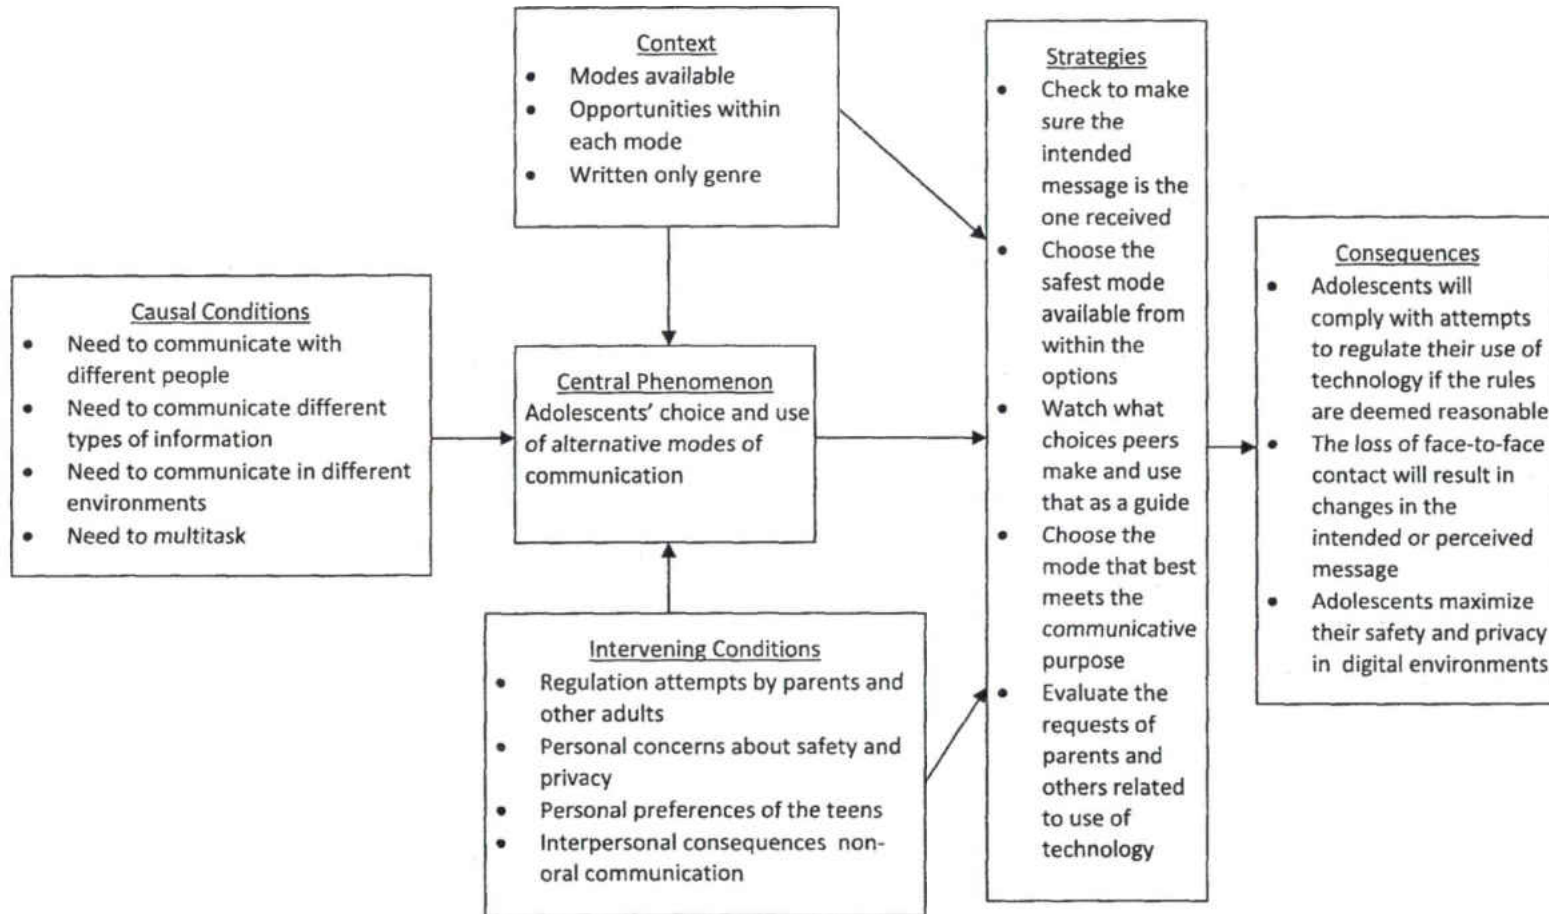 Context
• Modes available
• Opportunities within
each mode
• Written only genre
Causal Conditions
• Need to communicate with
different people
• Need to communicate different
types of information
• Need to communicate in different
environments
• Need to multitask
Central Phenomenon
Adolescents' choice and use
of alternative modes of
communication
Intervening Conditions
• Regulation attempts by parents and
other adults
• Personal concerns about safety and
privacy
• Personal preferences of the teens
• Interpersonal consequences non-
oral communication
Strategies
• Check to make
sure the
intended
message is the
one received
• Choose the
safest mode
available from
within the
options
• Watch what
choices peers
make and use
that as a guide
• Choose the
mode that best
meets the
communicative
purpose
• Evaluate the
requests of
parents and
others related
to use of
technology
Consequences
• Adolescents will
comply with attempts
to regulate their use of
technology if the rules
are deemed reasonable
• The loss of face-to-face
contact will result in
changes in the
intended or perceived
message
• Adolescents maximize
their safety and privacy
in digital environments